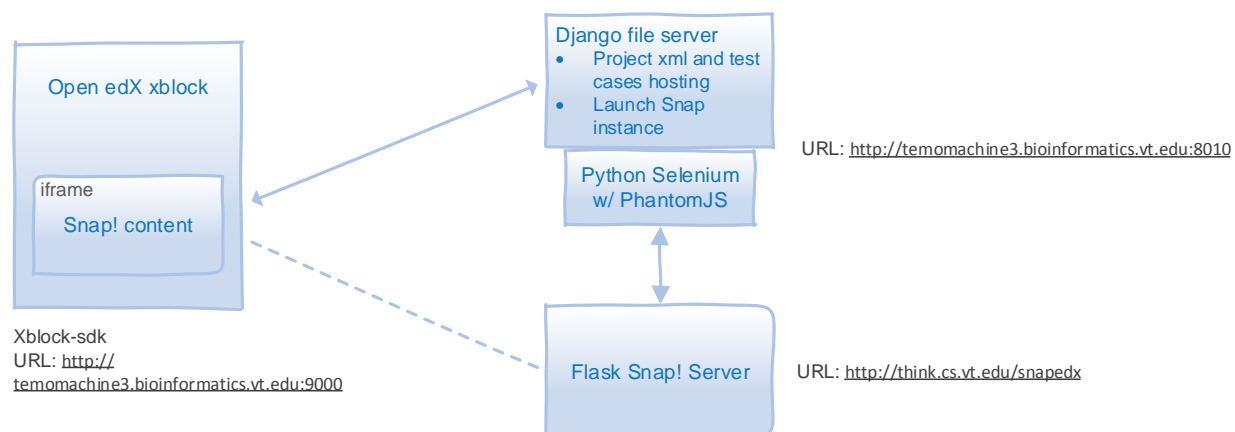 Open edX xblock
iframe
Snap! content
Xblock-sdk
URL: http://
temomachine3.bioinformatics.vt.edu:9000
Django file server
• Project xml and test
cases hosting
• Launch Snap
instance
Python Selenium
w/ PhantomJS
URL: http://temomachine3.bioinformatics.vt.edu:8010
Flask Snap! Server
URL: http://think.cs.vt.edu/snapedx